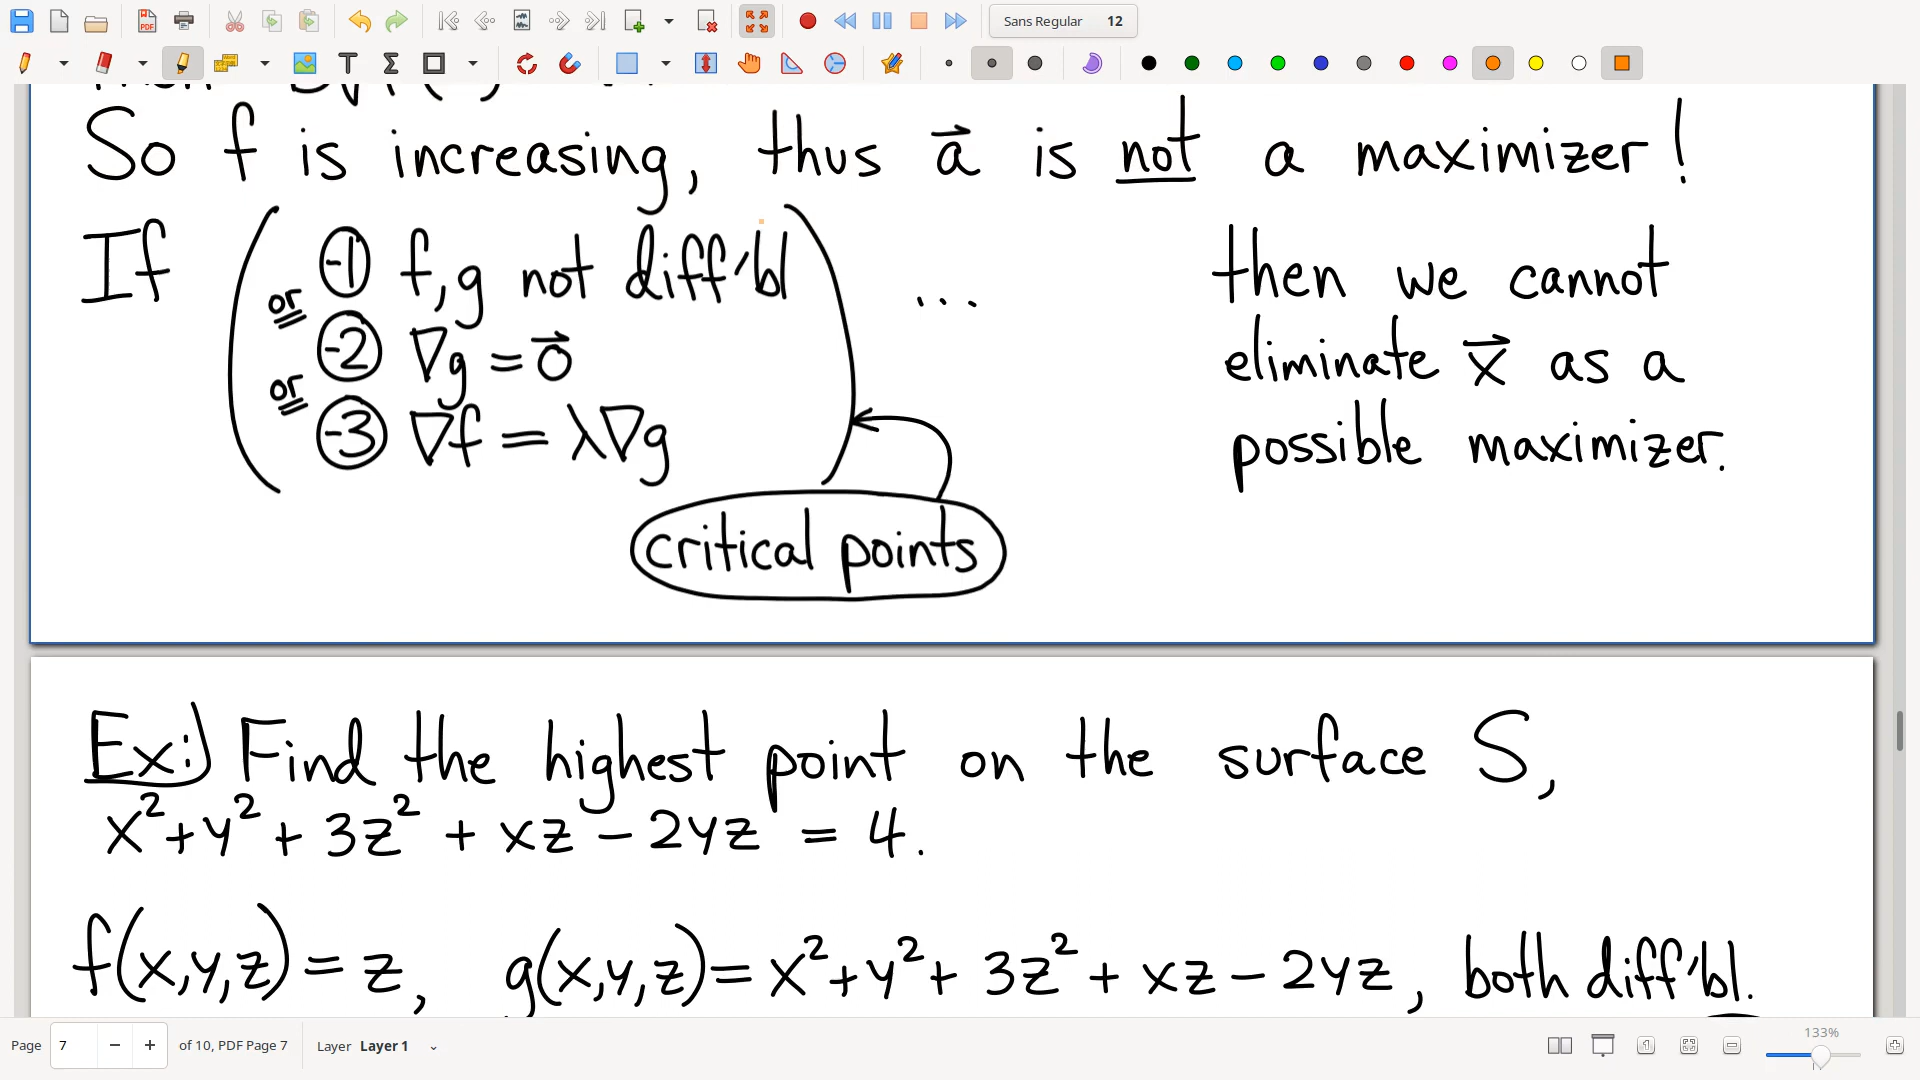 Sans Regular 12
So f is increasing, thus a⃗ is not a maximizer!
If ( -1 f,g not diff'bl ) ... then we cannot
or
-2 ∇g = 0⃗ eliminate x⃗ as a
or
-3 ∇f = λ∇g possible maximizer.
critical points
Ex:) Find the highest point on the surface S,
x²+y²+3z²+xz-2yz = 4.
f(x,y,z)=z, g(x,y,z)=x²+y²+3z²+xz-2yz, both diff'bl.
Page 7 of 10, PDF Page 7 Layer Layer 1 133%